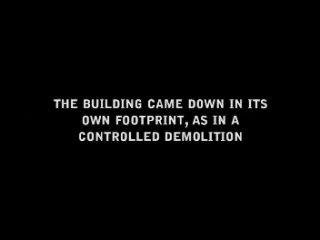 THE BUILDING CAME DOWN IN ITS
OWN FOOTPRINT, AS IN A
CONTROLLED DEMOLITION